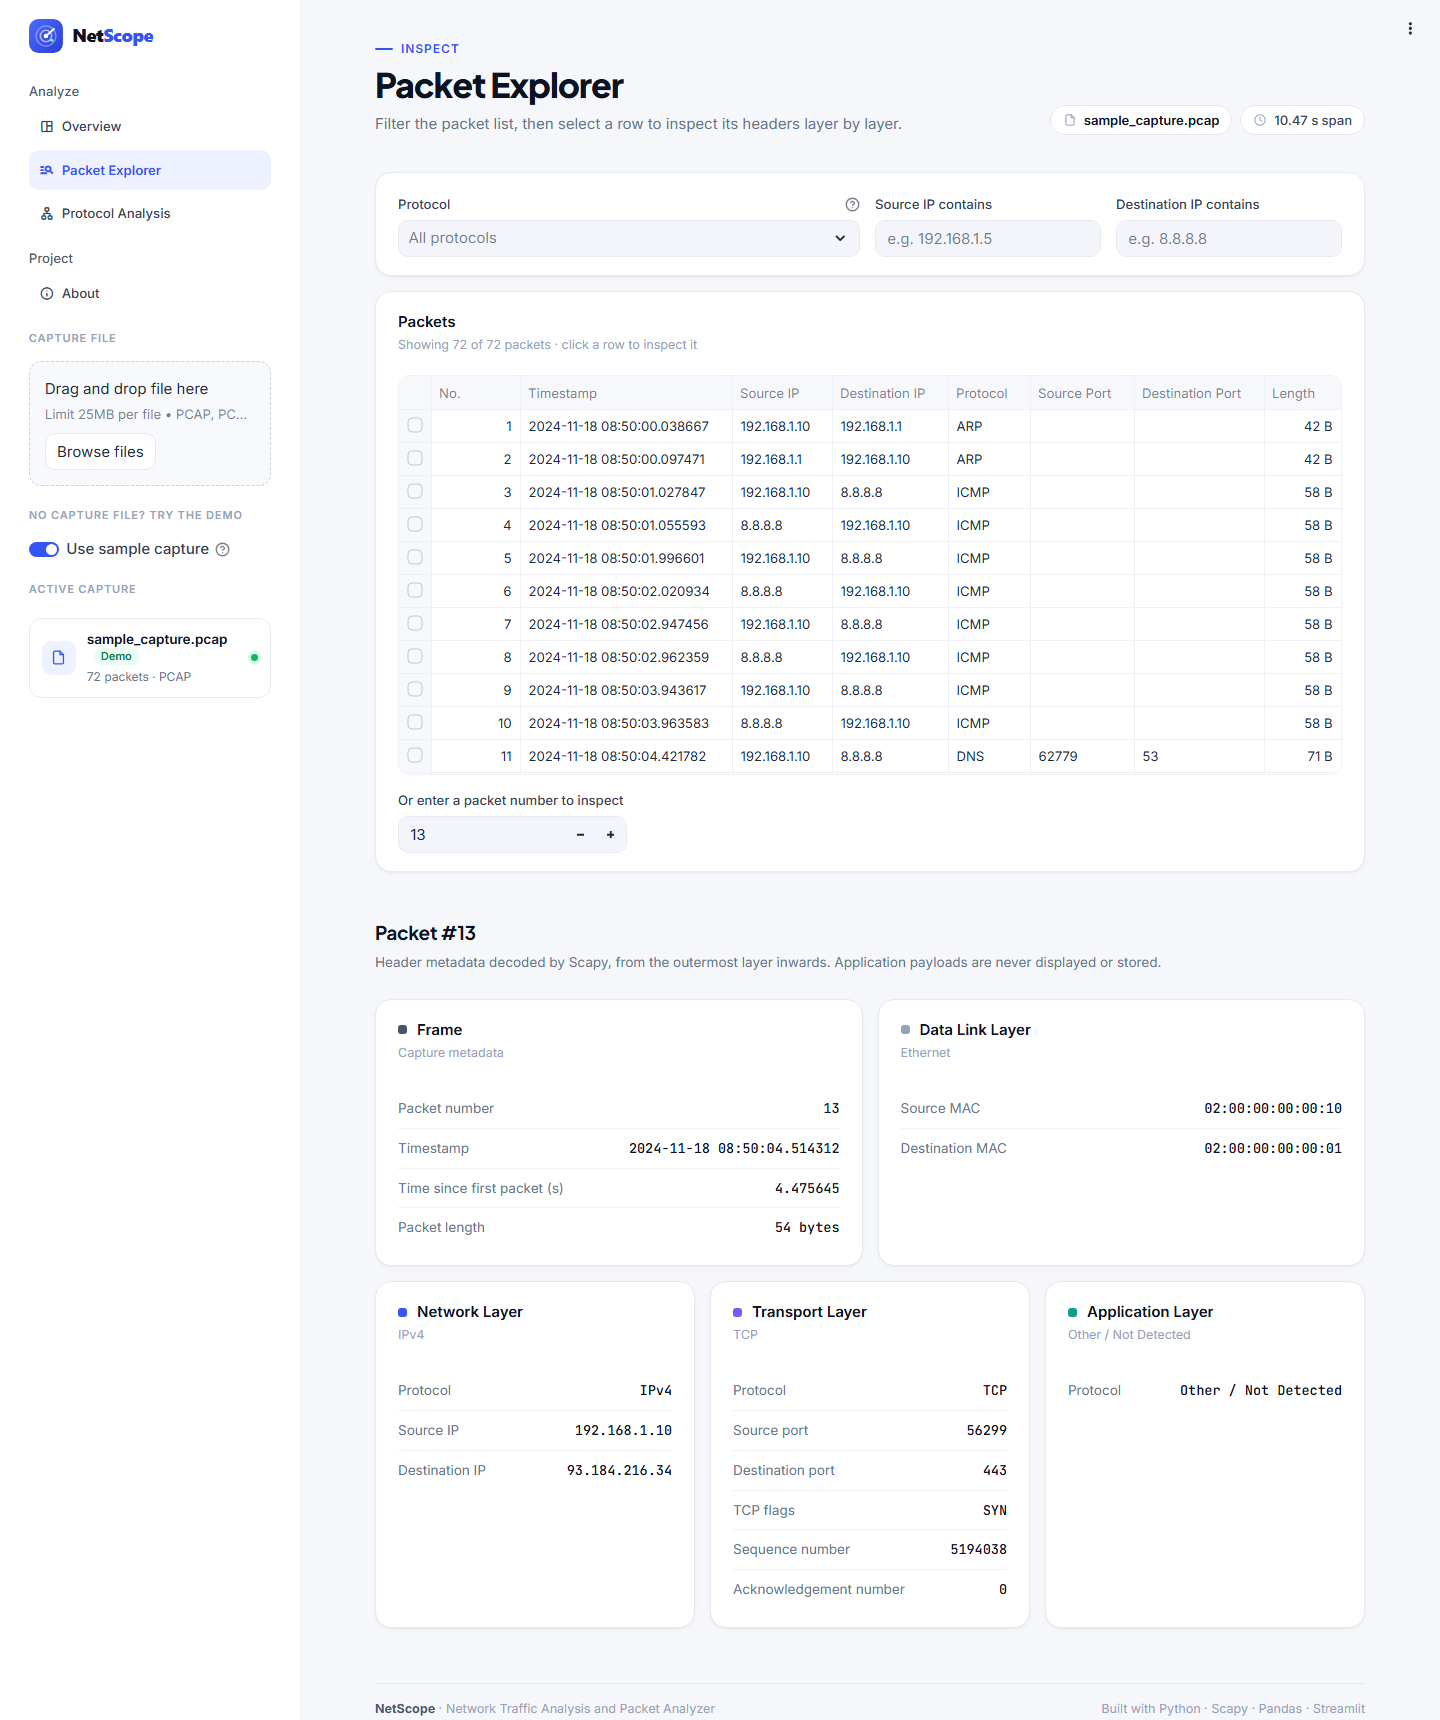 NetScope
Analyze
Overview
Packet Explorer
Protocol Analysis
Project
About
CAPTURE FILE
Drag and drop file here
Limit 25MB per file • PCAP, PC...
Browse files
NO CAPTURE FILE? TRY THE DEMO
Use sample capture
ACTIVE CAPTURE
sample_capture.pcap
Demo
72 packets · PCAP
INSPECT
Packet Explorer
Filter the packet list, then select a row to inspect its headers layer by layer.
sample_capture.pcap 10.47 s span
Protocol Source IP contains Destination IP contains
All protocols e.g. 192.168.1.5 e.g. 8.8.8.8
Packets
Showing 72 of 72 packets · click a row to inspect it
No. Timestamp Source IP Destination IP Protocol Source Port Destination Port Length
1 2024-11-18 08:50:00.038667 192.168.1.10 192.168.1.1 ARP 42 B
2 2024-11-18 08:50:00.097471 192.168.1.1 192.168.1.10 ARP 42 B
3 2024-11-18 08:50:01.027847 192.168.1.10 8.8.8.8 ICMP 58 B
4 2024-11-18 08:50:01.055593 8.8.8.8 192.168.1.10 ICMP 58 B
5 2024-11-18 08:50:01.996601 192.168.1.10 8.8.8.8 ICMP 58 B
6 2024-11-18 08:50:02.020934 8.8.8.8 192.168.1.10 ICMP 58 B
7 2024-11-18 08:50:02.947456 192.168.1.10 8.8.8.8 ICMP 58 B
8 2024-11-18 08:50:02.962359 8.8.8.8 192.168.1.10 ICMP 58 B
9 2024-11-18 08:50:03.943617 192.168.1.10 8.8.8.8 ICMP 58 B
10 2024-11-18 08:50:03.963583 8.8.8.8 192.168.1.10 ICMP 58 B
11 2024-11-18 08:50:04.421782 192.168.1.10 8.8.8.8 DNS 62779 53 71 B
Or enter a packet number to inspect
13
Packet #13
Header metadata decoded by Scapy, from the outermost layer inwards. Application payloads are never displayed or stored.
Frame
Capture metadata
Packet number 13
Timestamp 2024-11-18 08:50:04.514312
Time since first packet (s) 4.475645
Packet length 54 bytes
Data Link Layer
Ethernet
Source MAC 02:00:00:00:00:10
Destination MAC 02:00:00:00:00:01
Network Layer
IPv4
Protocol IPv4
Source IP 192.168.1.10
Destination IP 93.184.216.34
Transport Layer
TCP
Protocol TCP
Source port 56299
Destination port 443
TCP flags SYN
Sequence number 5194038
Acknowledgement number 0
Application Layer
Other / Not Detected
Protocol Other / Not Detected
NetScope · Network Traffic Analysis and Packet Analyzer
Built with Python · Scapy · Pandas · Streamlit